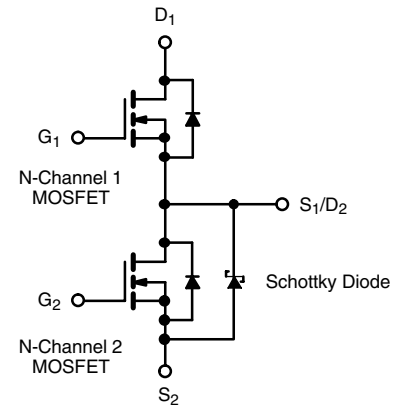 D1
G1
N-Channel 1
MOSFET
S1/D2
G2
Schottky Diode
N-Channel 2
MOSFET
S2